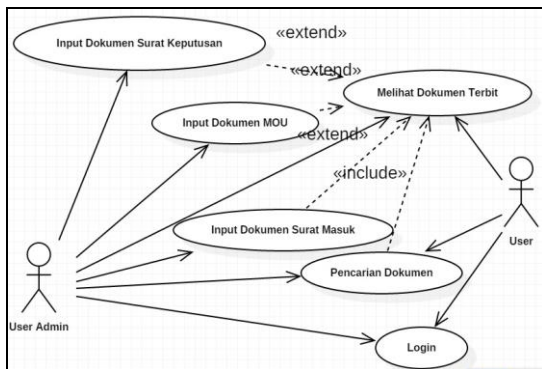 Input Dokumen Surat Keputusan
«extend»
«extend»
Melihat Dokumen Terbit
Input Dokumen MOU
«extend»
«include»
Input Dokumen Surat Masuk
User
Pencarian Dokumen
User Admin
Login